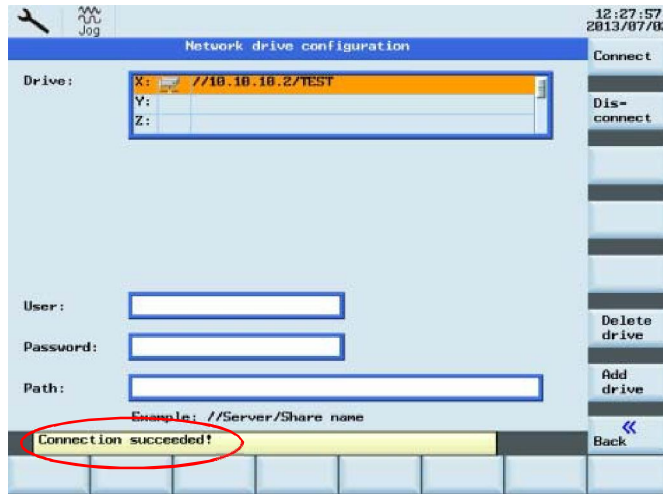 Jog
12:27:57
2013/07/03
Network drive configuration
Connect
Drive:
X: //10.10.10.2/TEST
Y:
Z:
Dis-
connect
User:
Password:
Path:
Example: //Server/Share name
Connection succeeded!
Delete
drive
Add
drive
Back